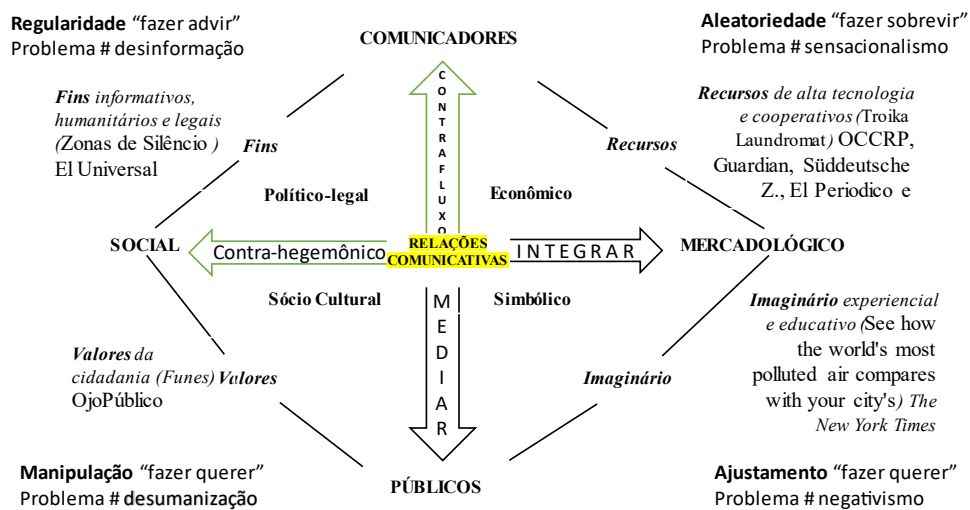 Regularidade “fazer advir”
Problema # desinformação
Aleatoriedade “fazer sobrevir”
Problema # sensacionalismo
COMUNICADORES
Fins informativos,
humanitários e legais
(Zonas de Silêncio )
El Universal
Fins
CONTRAFLUXO
Recursos
Recursos de alta tecnologia
e cooperativos (Troika
Laundromat) OCCRP,
Guardian, Süddeutsche
Z., El Periodico e
Político-legal
Econômico
SOCIAL
Contra-hegemônico
RELAÇÕES
COMUNICATIVAS
INTEGRAR
MERCADOLÓGICO
Sócio Cultural
Simbólico
MEDIAR
Valores da
cidadania (Funes) Valores
OjoPúblico
Imaginário
Imaginário experiencial
e educativo (See how
the world's most
polluted air compares
with your city's) The
New York Times
Manipulação “fazer querer”
Problema # desumanização
PÚBLICOS
Ajustamento “fazer querer”
Problema # negativismo